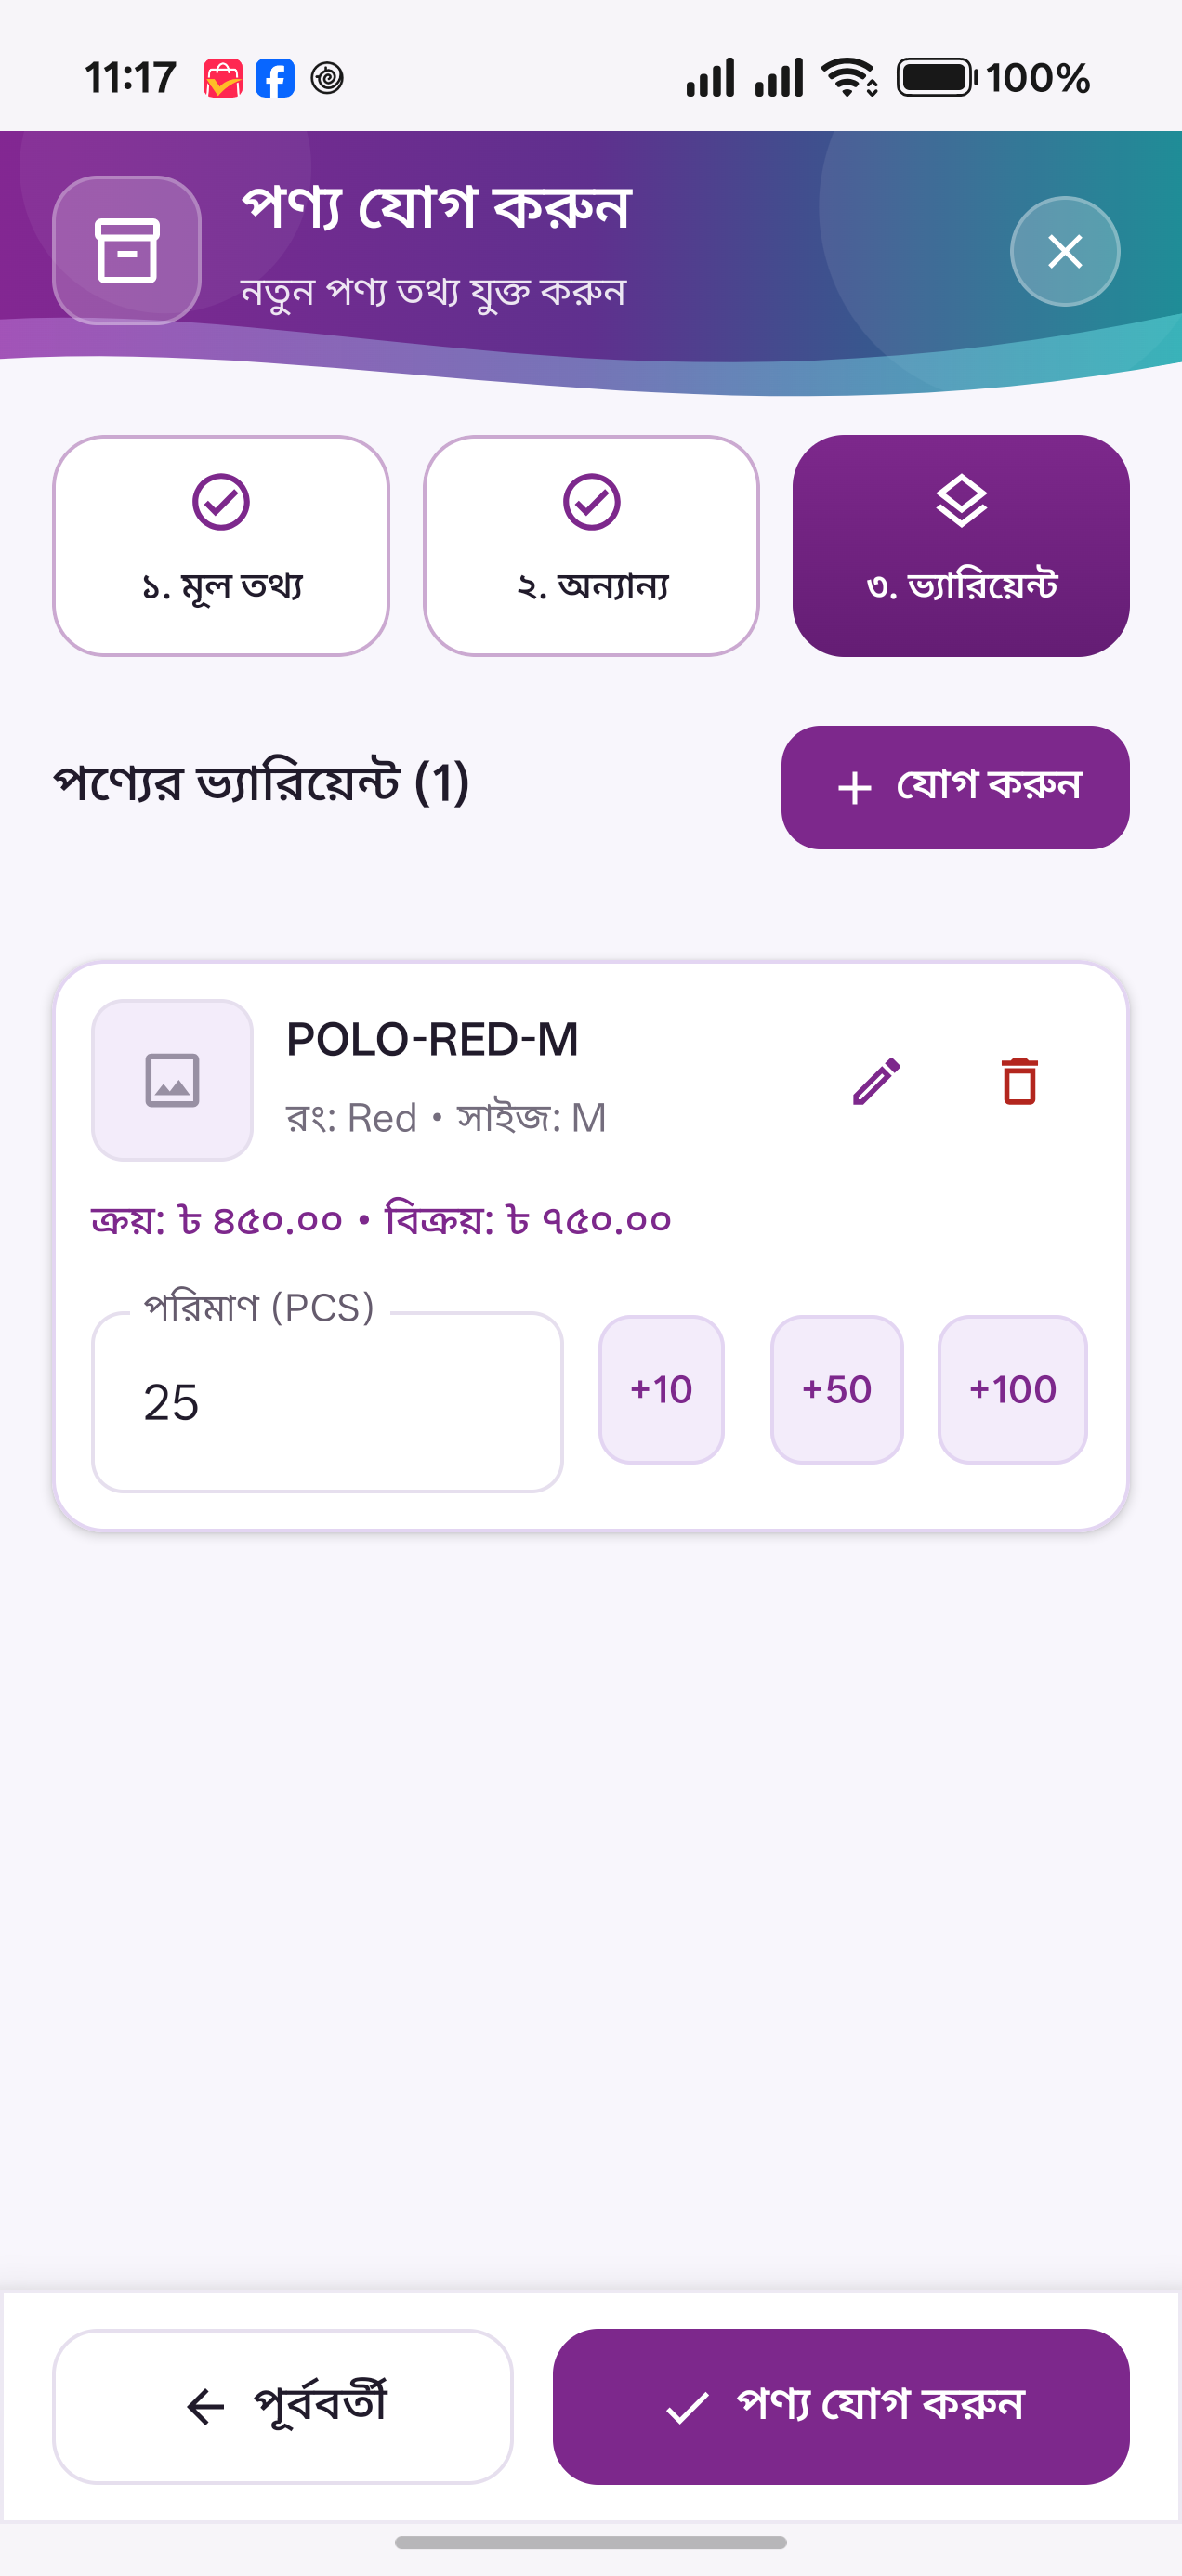 11:17
100%
পণ্য যোগ করুন
নতুন পণ্য তথ্য যুক্ত করুন
১. মূল তথ্য
২. অন্যান্য
৩. ভ্যারিয়েন্ট
পণ্যের ভ্যারিয়েন্ট (1)
+ যোগ করুন
POLO-RED-M
রং: Red • সাইজ: M
ক্রয়: ৳ ৪৫০.০০ • বিক্রয়: ৳ ৭৫০.০০
পরিমাণ (PCS)
25
+10
+50
+100
পূর্ববর্তী
পণ্য যোগ করুন